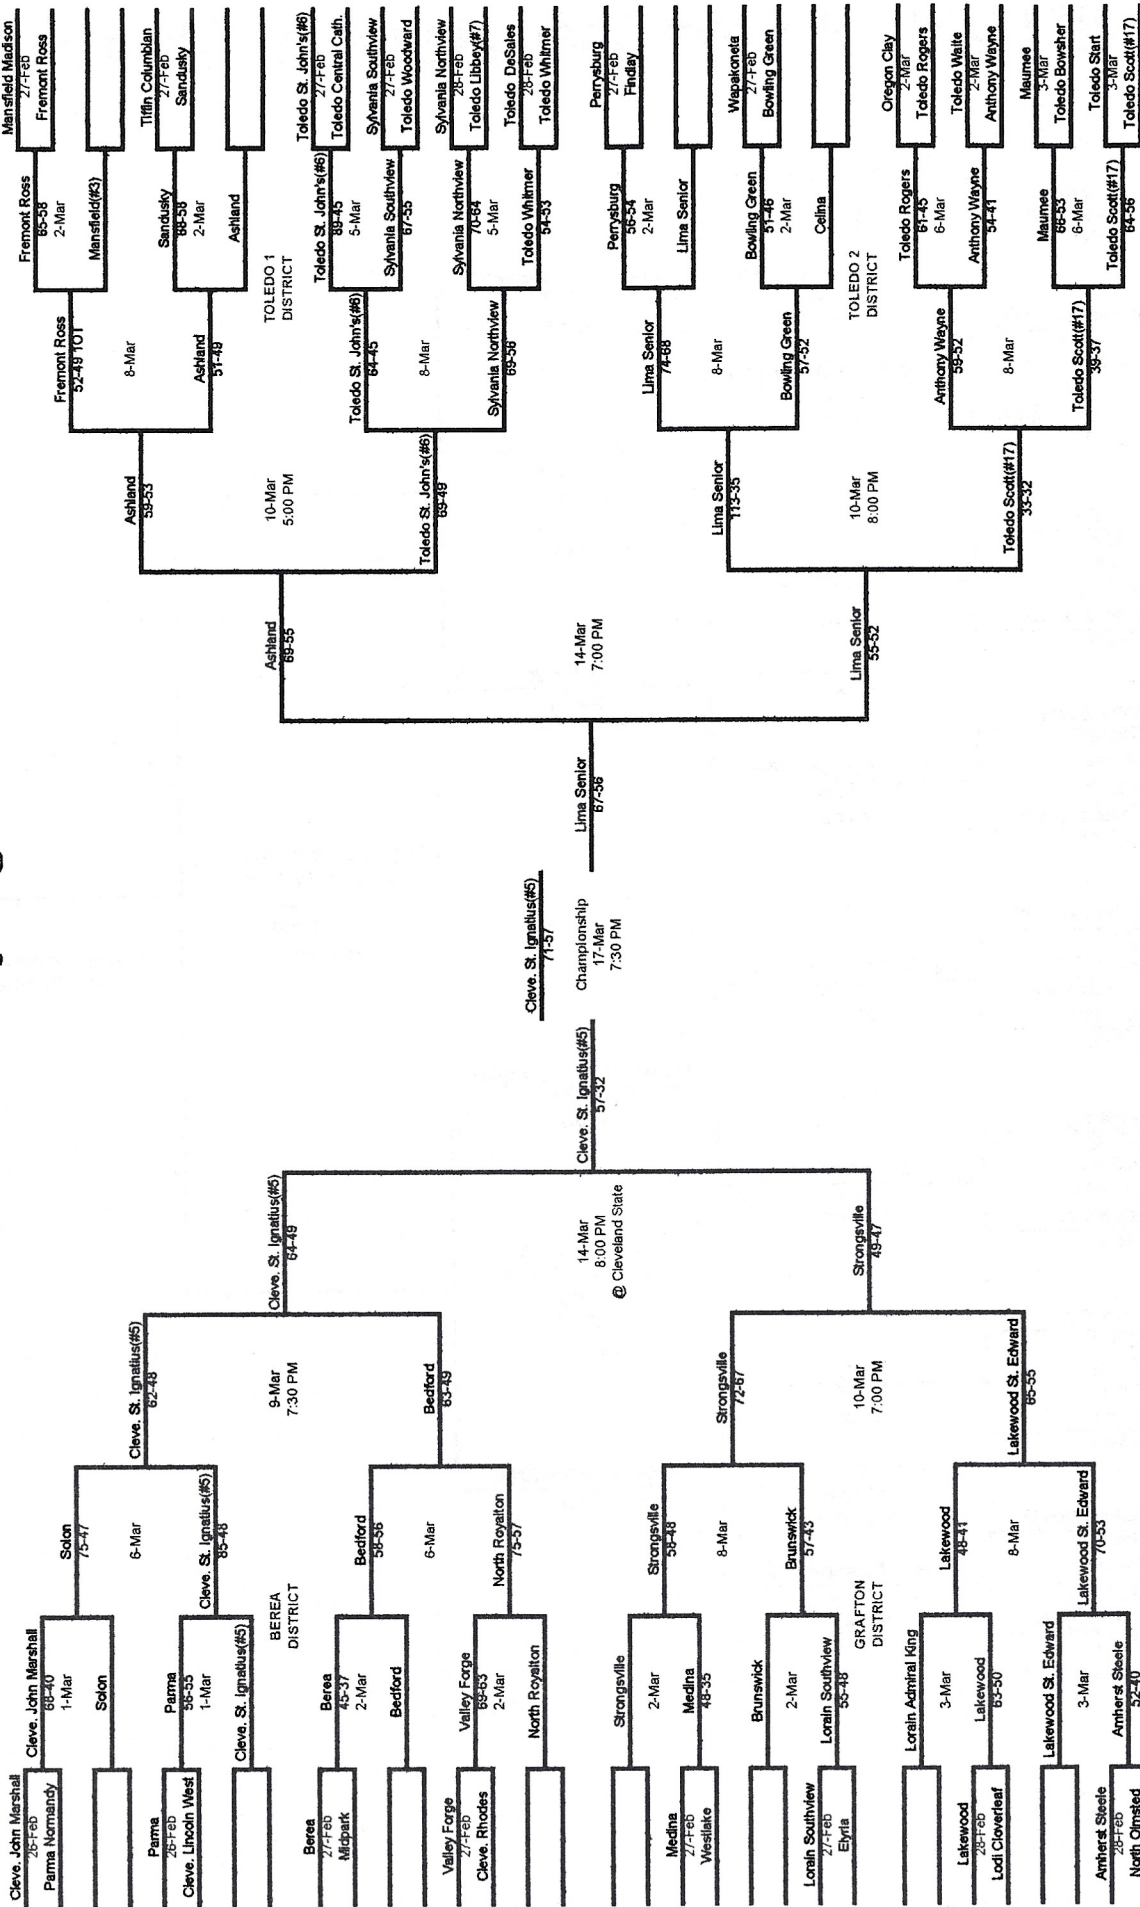 Cleve. John Marshall
26-Feb
Parma Normandy
Parma
26-Feb
Cleve. Lincoln West
Berea
27-Feb
Midpark
Valley Forge
27-Feb
Cleve. Rhodes
Medina
27-Feb
Westlake
Lorain Southview
27-Feb
Elyria
Lakewood
28-Feb
Lodi Cloverleaf
Amherst Steele
28-Feb
North Olmsted
Cleve. John Marshall
68-40
1-Mar
Solon
Parma
56-55
1-Mar
Cleve. St. Ignatius(#5)
Berea
45-37
2-Mar
Bedford
Valley Forge
69-63
2-Mar
North Royalton
Strongsville
2-Mar
Medina
48-35
Brunswick
2-Mar
Lorain Southview
55-48
Lorain Admiral King
3-Mar
Lakewood
63-50
Lakewood St. Edward
3-Mar
Amherst Steele
52-40
Solon
75-47
6-Mar
Cleve. St. Ignatius(#5)
85-48
BEREA
DISTRICT
Bedford
58-56
6-Mar
North Royalton
75-57
Strongsville
58-48
8-Mar
Brunswick
57-43
GRAFTON
DISTRICT
Lakewood
48-41
8-Mar
Lakewood St. Edward
70-53
Cleve. St. Ignatius(#5)
62-48
9-Mar
7:30 PM
Bedford
63-49
Strongsville
72-67
10-Mar
7:00 PM
Lakewood St. Edward
65-55
Cleve. St. Ignatius(#5)
64-49
14-Mar
8:00 PM
@ Cleveland State
Strongsville
49-47
Cleve. St. Ignatius(#5)
57-32
Cleve. St. Ignatius(#5)
71-57
Championship
17-Mar
7:30 PM
Lima Senior
67-56
Ashland
69-55
14-Mar
7:00 PM
Lima Senior
55-52
Ashland
59-53
10-Mar
5:00 PM
Toledo St. John's(#6)
69-49
Lima Senior
113-35
10-Mar
8:00 PM
Toledo Scott(#17)
33-32
Fremont Ross
52-49 1OT
8-Mar
Ashland
51-49
Toledo St. John's(#6)
64-45
8-Mar
Sylvania Northview
69-56
Lima Senior
74-68
8-Mar
Bowling Green
57-52
Anthony Wayne
59-52
8-Mar
Toledo Scott(#17)
39-37
TOLEDO 1
DISTRICT
TOLEDO 2
DISTRICT
Fremont Ross
65-58
2-Mar
Mansfield(#3)
Sandusky
68-58
2-Mar
Ashland
Toledo St. John's(#6)
89-45
5-Mar
Sylvania Southview
67-55
Sylvania Northview
70-64
5-Mar
Toledo Whitmer
54-53
Perrysburg
56-54
2-Mar
Lima Senior
Bowling Green
51-46
2-Mar
Celina
Toledo Rogers
61-45
6-Mar
Anthony Wayne
54-41
Maumee
66-63
6-Mar
Toledo Scott(#17)
64-56
Mansfield Madison
27-Feb
Fremont Ross
Tiffin Columbian
27-Feb
Sandusky
Toledo St. John's(#6)
27-Feb
Toledo Central Cath.
Sylvania Southview
27-Feb
Toledo Woodward
Sylvania Northview
28-Feb
Toledo Libbey(#7)
Toledo DeSales
28-Feb
Toledo Whitmer
Perrysburg
27-Feb
Findlay
Wapakoneta
27-Feb
Bowling Green
Oregon Clay
2-Mar
Toledo Rogers
Toledo Waite
2-Mar
Anthony Wayne
Maumee
3-Mar
Toledo Bowsher
Toledo Start
3-Mar
Toledo Scott(#17)